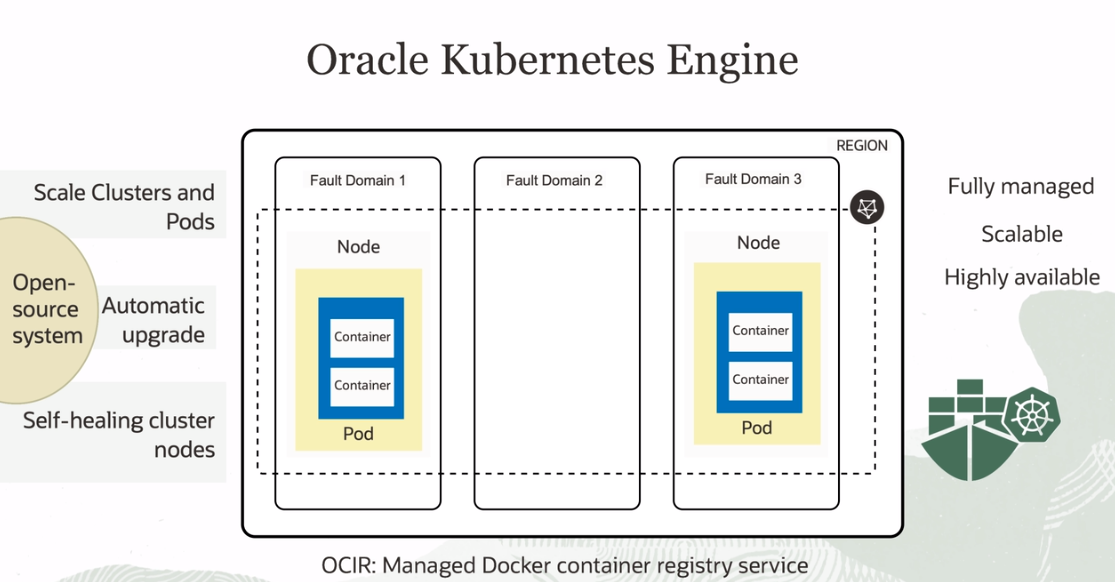 Oracle Kubernetes Engine
REGION
Fault Domain 1
Fault Domain 2
Fault Domain 3
Scale Clusters and
Pods
Open-
source
system
Automatic
upgrade
Self-healing cluster
nodes
Node
Container
Container
Pod
Node
Container
Container
Pod
Fully managed
Scalable
Highly available
OCIR: Managed Docker container registry service